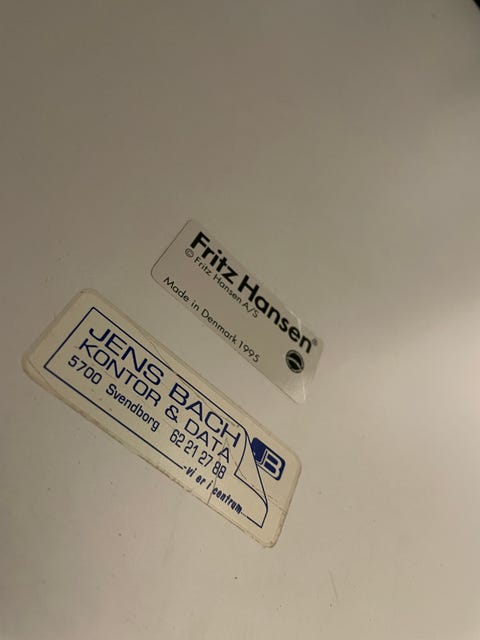 Fritz Hansen®
© Fritz Hansen A/S
Made in Denmark 1995
JENS BACH
KONTOR & DATA
5700 Svendborg 62 21 27 88
-vi er i centrum-
JB